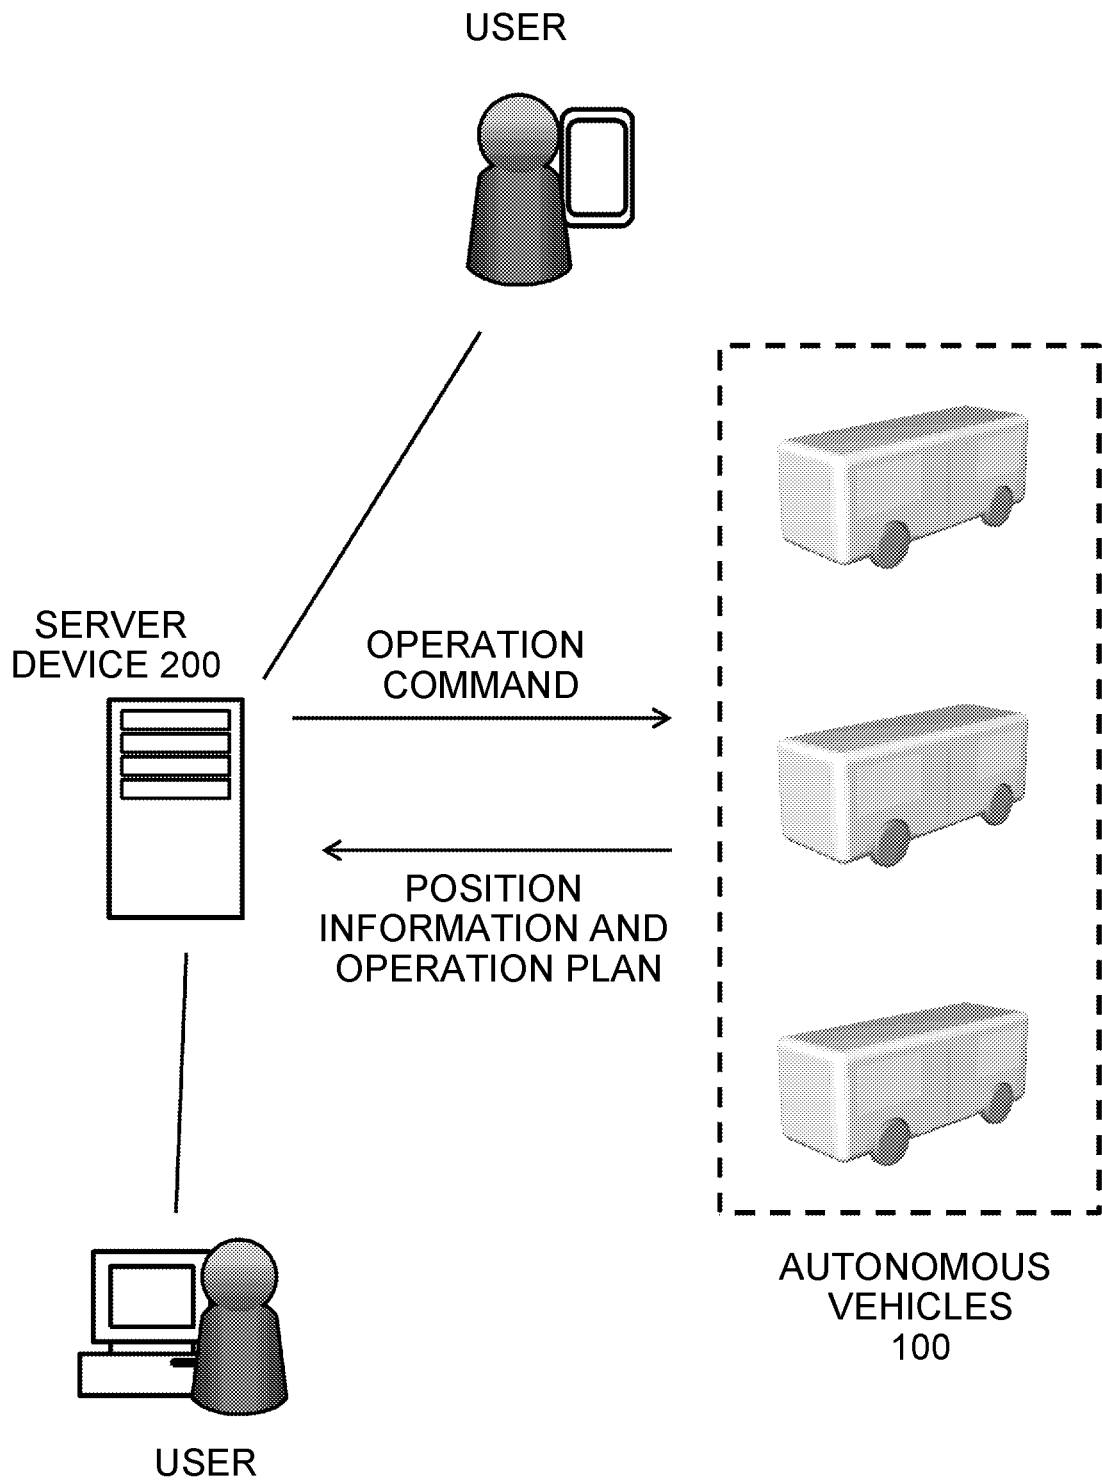 USER
SERVER
DEVICE 200
OPERATION
COMMAND
POSITION
INFORMATION AND
OPERATION PLAN
AUTONOMOUS
VEHICLES
100
USER